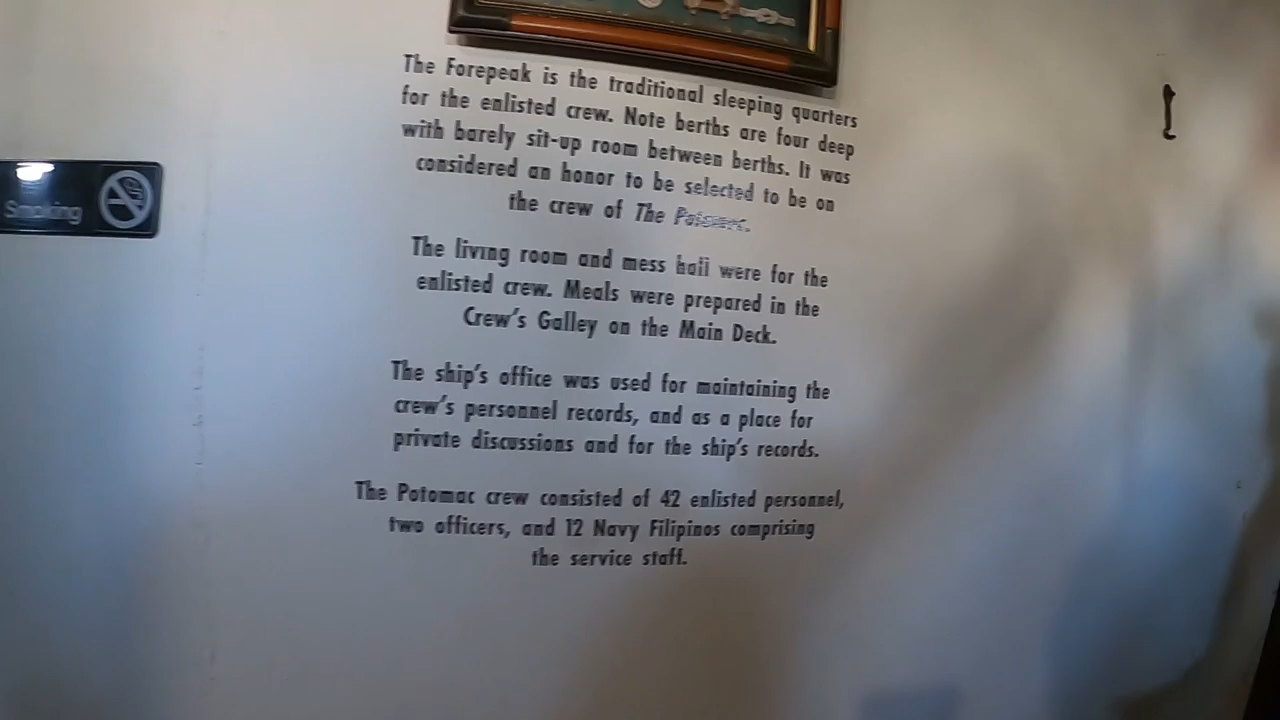 The Forepeak is the traditional sleeping quarters
for the enlisted crew. Note berths are four deep
with barely sit-up room between berths. It was
considered an honor to be selected to be on
the crew of The
The living room and mess hall were for the
enlisted crew. Meals were prepared in the
Crew's Galley on the Main Deck.
The ship's office was used for maintaining the
crew's personnel records, and as a place for
private discussions and for the ship's records.
The Potomac crew consisted of 42 enlisted personnel,
two officers, and 12 Navy Filipinos comprising
the service staff.
Smoking